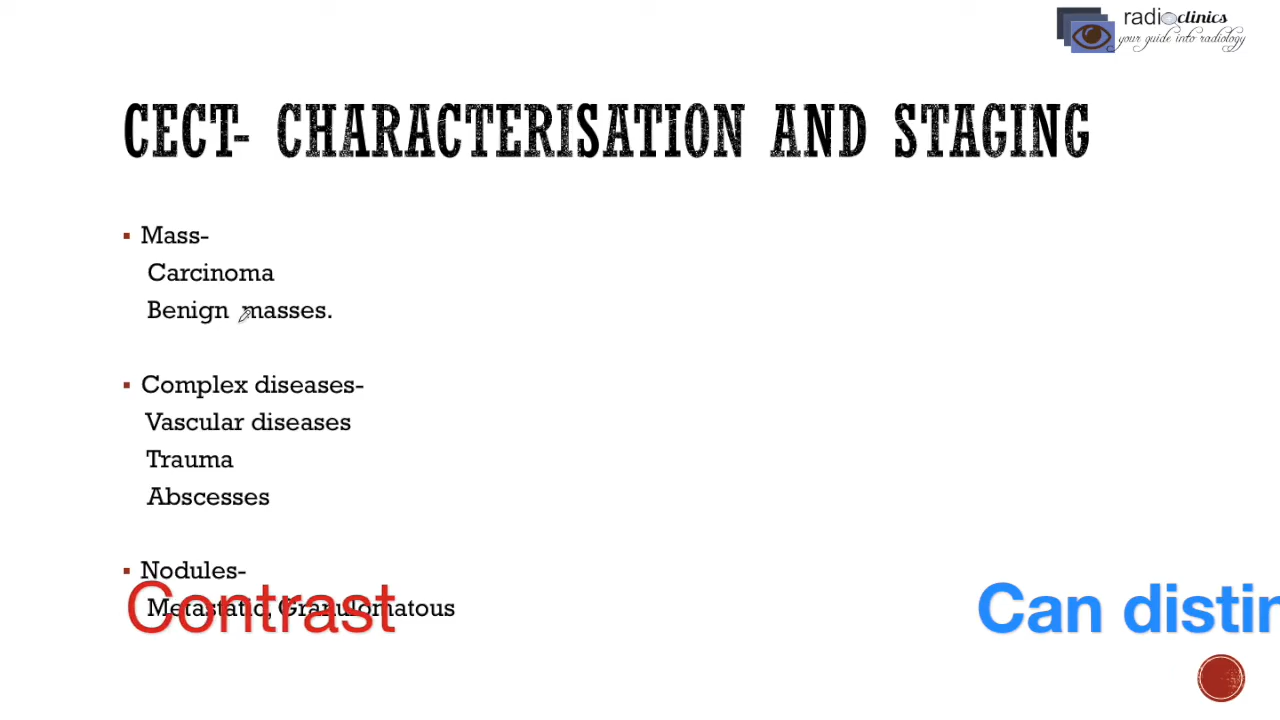 radioclinics
your guide into radiology
CECT- CHARACTERISATION AND STAGING
Mass-
Carcinoma
Benign masses.
Complex diseases-
Vascular diseases
Trauma
Abscesses
Nodules-
Metastatic, Granulomatous
Contrast
Can distin